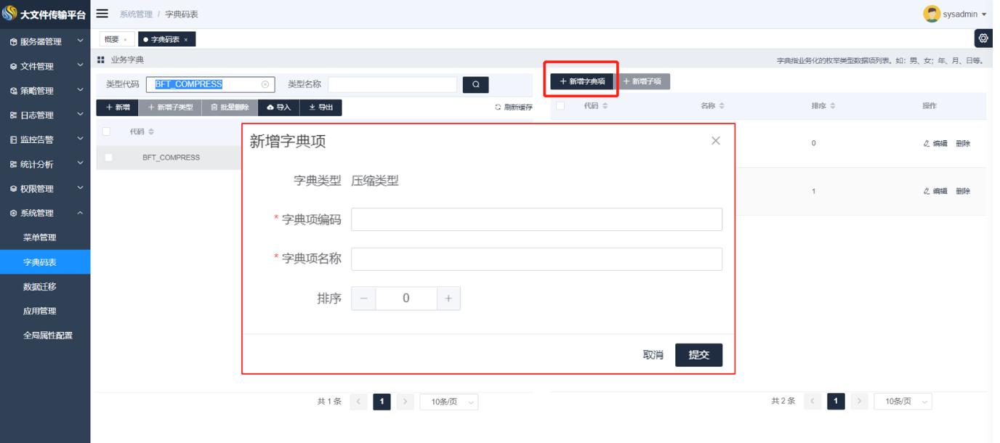 大文件传输平台
系统管理 / 字典码表
sysadmin
服务器管理
文件管理
策略管理
日志管理
监控告警
统计分析
权限管理
系统管理
菜单管理
字典码表
数据迁移
应用管理
全局属性配置
概要 ×
● 字典码表 ×
业务字典
字典指业务化的枚举类型数据项列表。如：男、女；年、月、日等。
类型代码 BFT_COMPRESS 类型名称
+ 新增 + 新增子类型 批量删除 导入 导出 刷新缓存
代码
BFT_COMPRESS
+ 新增字典项 + 新增子项
代码 名称 排序 操作
0 编辑 删除
1 编辑 删除
新增字典项
字典类型 压缩类型
* 字典项编码
* 字典项名称
排序 − 0 +
取消 提交
共 1 条 < 1 > 10条/页
共 2 条 < 1 > 10条/页